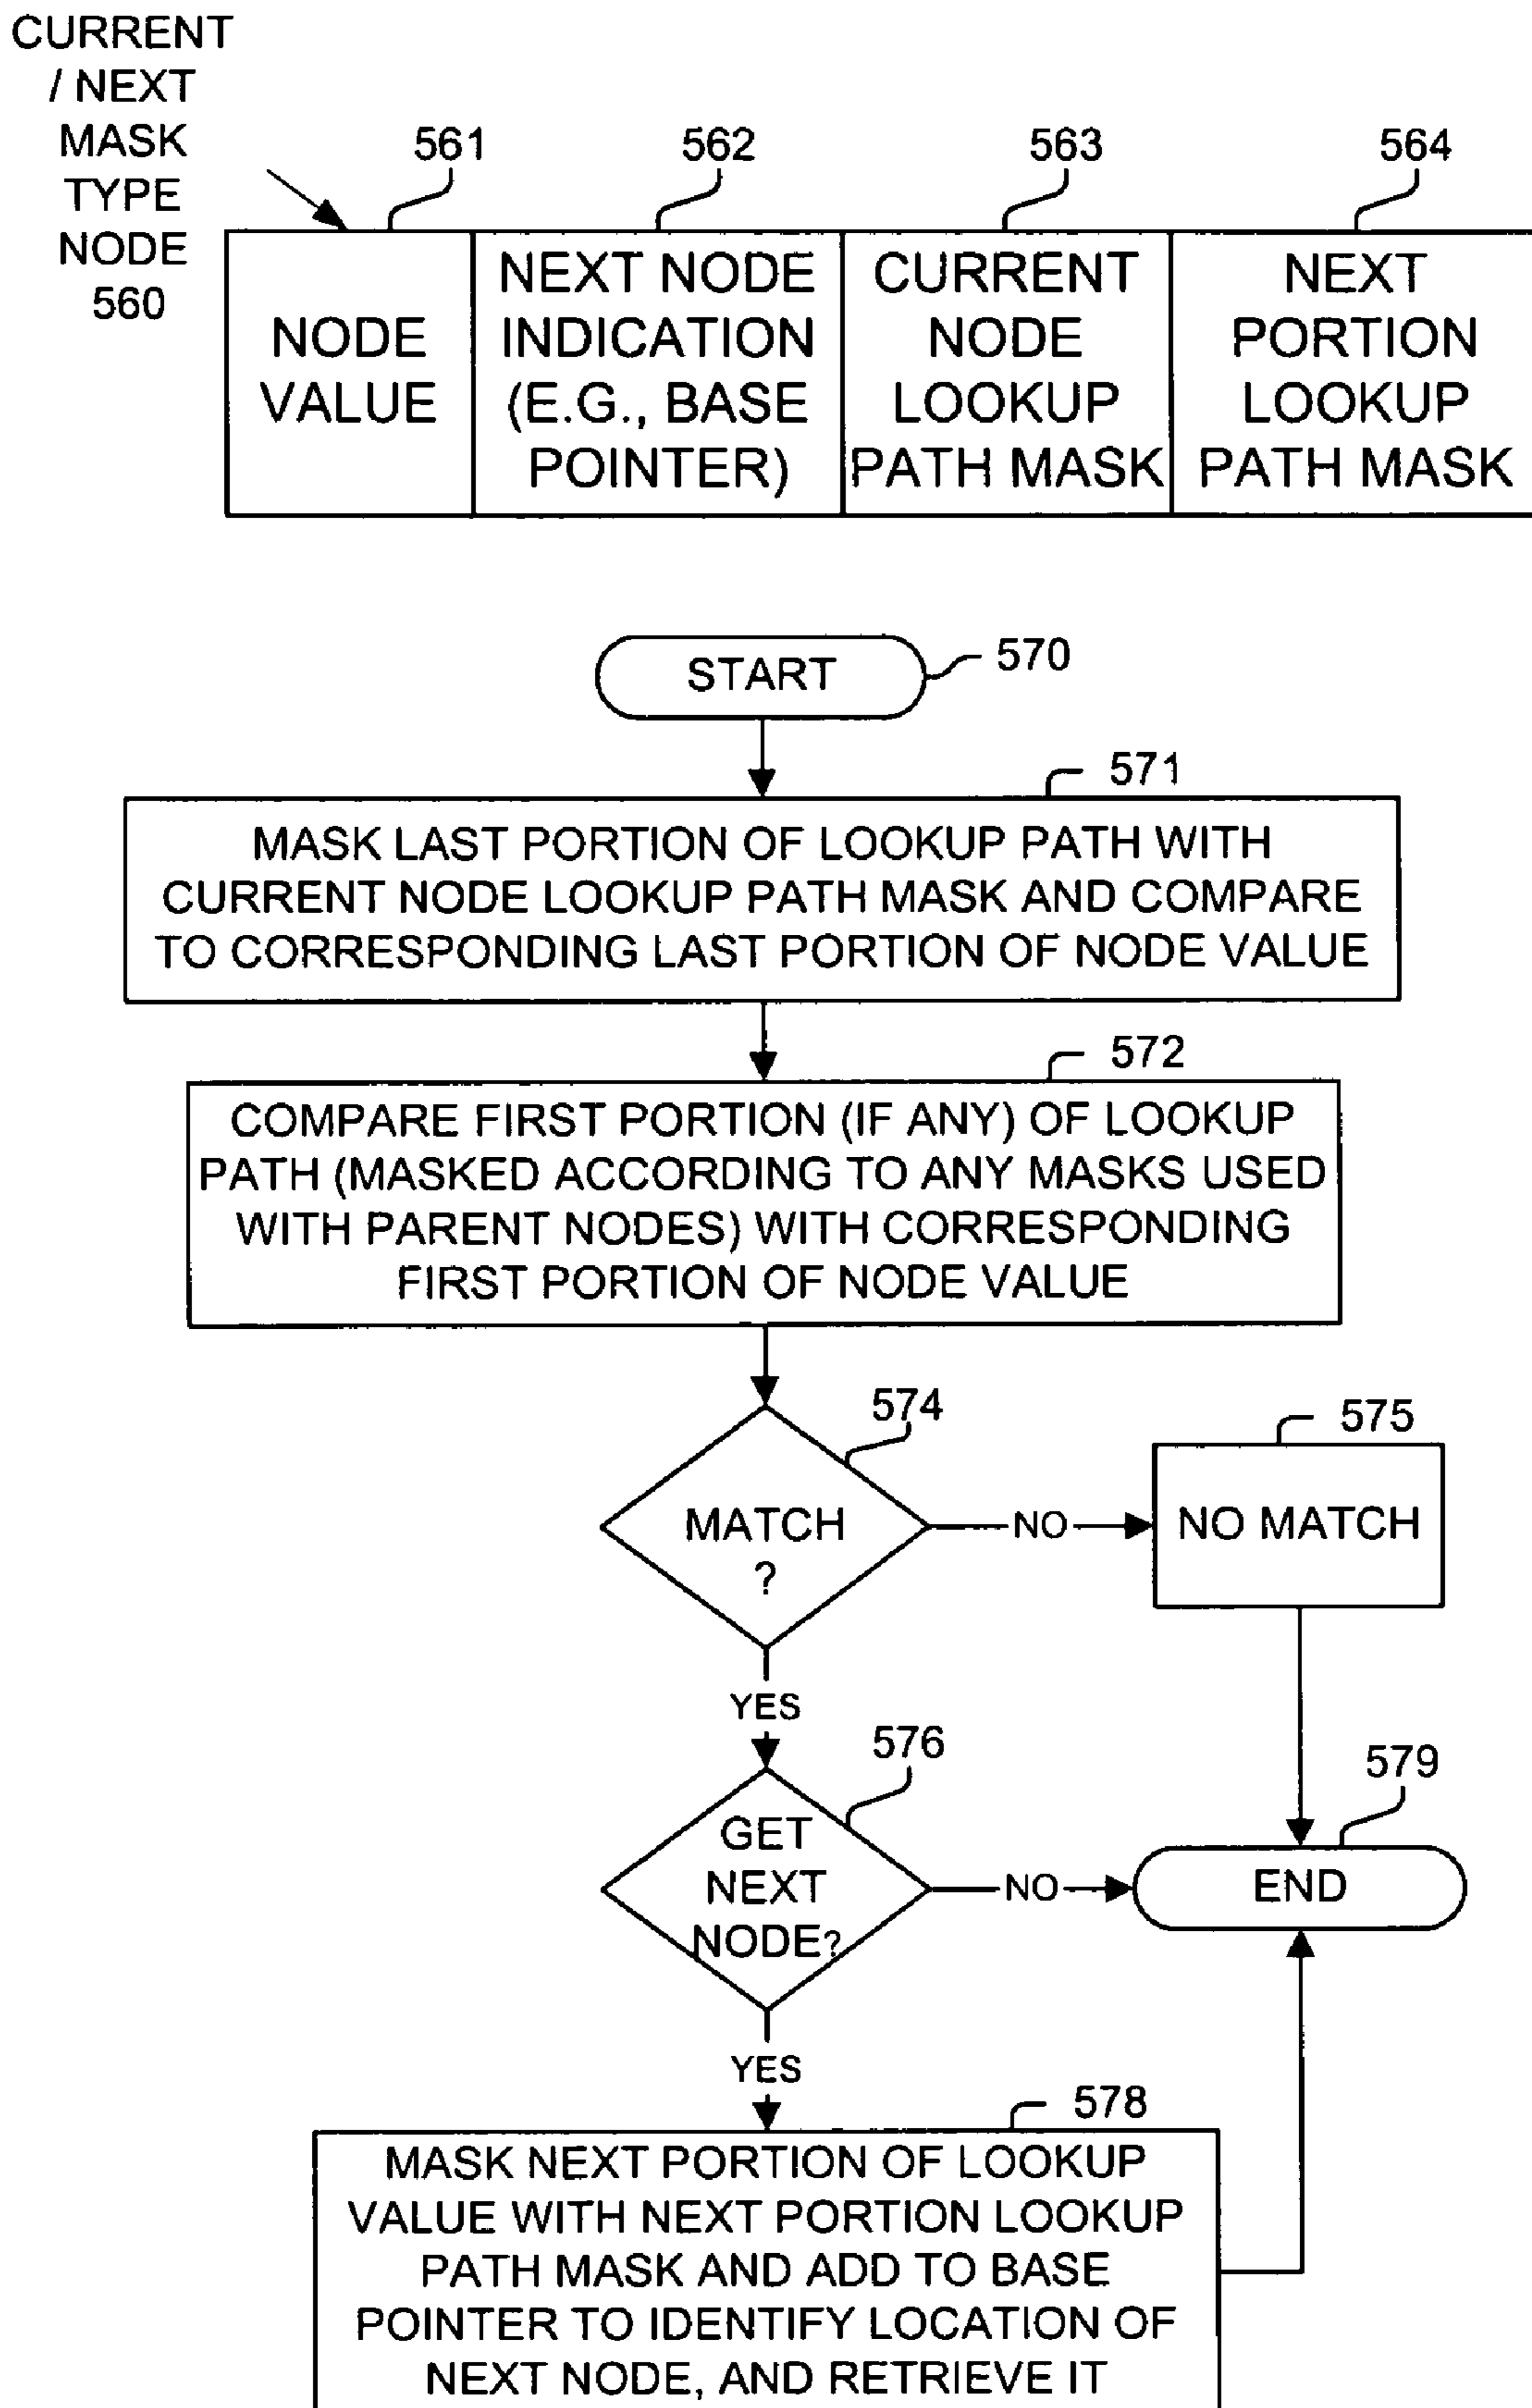 CURRENT
/ NEXT
MASK
TYPE
NODE
560
561
562
563
564
NODE
VALUE
NEXT NODE
INDICATION
(E.G., BASE
POINTER)
CURRENT
NODE
LOOKUP
PATH MASK
NEXT
PORTION
LOOKUP
PATH MASK
START
570
571
MASK LAST PORTION OF LOOKUP PATH WITH
CURRENT NODE LOOKUP PATH MASK AND COMPARE
TO CORRESPONDING LAST PORTION OF NODE VALUE
572
COMPARE FIRST PORTION (IF ANY) OF LOOKUP
PATH (MASKED ACCORDING TO ANY MASKS USED
WITH PARENT NODES) WITH CORRESPONDING
FIRST PORTION OF NODE VALUE
574
MATCH
?
NO
575
NO MATCH
YES
576
GET
NEXT
NODE?
NO
579
END
YES
578
MASK NEXT PORTION OF LOOKUP
VALUE WITH NEXT PORTION LOOKUP
PATH MASK AND ADD TO BASE
POINTER TO IDENTIFY LOCATION OF
NEXT NODE, AND RETRIEVE IT